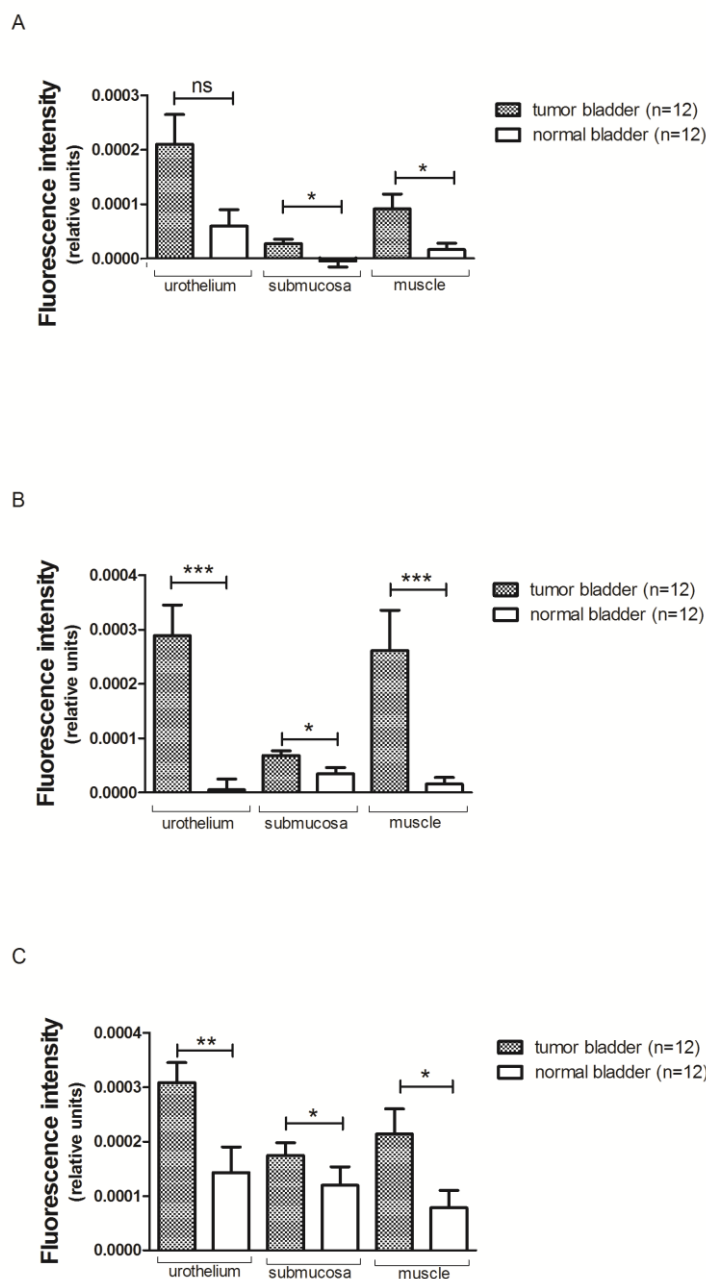 A
Fluorescence intensity
(relative units)
0.0003
0.0002
0.0001
0.0000
ns
*
*
urothelium
submucosa
muscle
tumor bladder (n=12)
normal bladder (n=12)
B
Fluorescence intensity
(relative units)
0.0004
0.0003
0.0002
0.0001
0.0000
***
*
***
urothelium
submucosa
muscle
tumor bladder (n=12)
normal bladder (n=12)
C
Fluorescence intensity
(relative units)
0.0004
0.0003
0.0002
0.0001
0.0000
**
*
*
urothelium
submucosa
muscle
tumor bladder (n=12)
normal bladder (n=12)